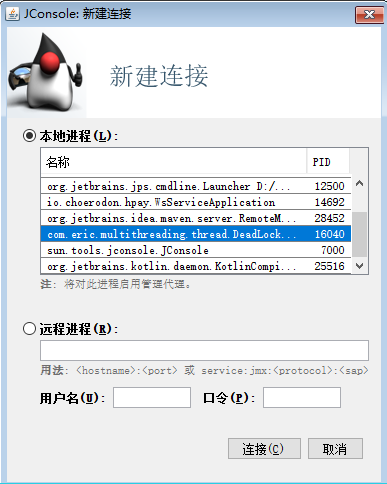 JConsole: 新建连接
新建连接
本地进程(L):
名称 PID
org.jetbrains.jps.cmdline.Launcher D:/... 12500
io.choerodon.hpay.WsServiceApplication 14692
org.jetbrains.idea.maven.server.RemoteM... 28452
com.eric.multithreading.thread.DeadLock... 16040
sun.tools.jconsole.JConsole 7000
org.jetbrains.kotlin.daemon.KotlinCompi... 25516
注: 将对此进程启用管理代理。
远程进程(R):
用法: <hostname>:<port> 或 service:jmx:<protocol>:<sap>
用户名(U): 口令(P):
连接(C) 取消